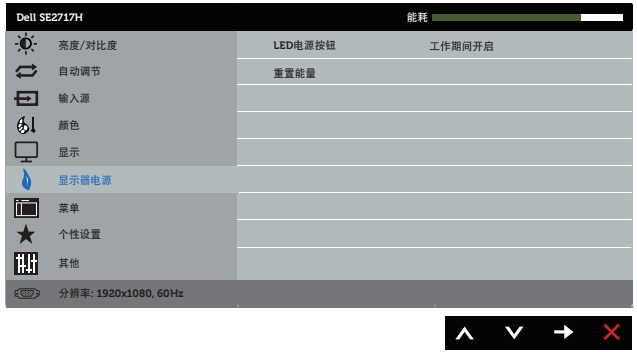 Dell SE2717H 能耗
亮度/对比度 LED电源按钮 工作期间开启
自动调节 重置能量
输入源
颜色
显示
显示器电源
菜单
个性设置
其他
分辨率: 1920x1080, 60Hz